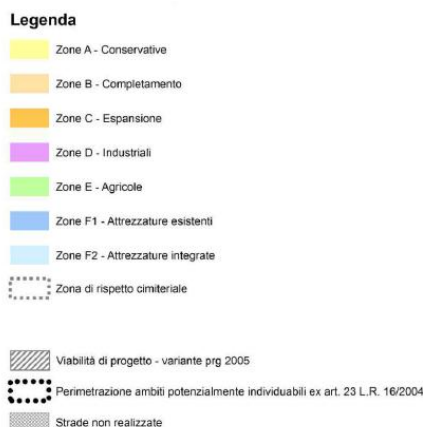 Legenda
Zone A - Conservative
Zone B - Completamento
Zone C - Espansione
Zone D - Industriali
Zone E - Agricole
Zone F1 - Attrezzature esistenti
Zone F2 - Attrezzature integrate
Zona di rispetto cimiteriale
Viabilità di progetto - variante prg 2005
Perimetrazione ambiti potenzialmente individuabili ex art. 23 L.R. 16/2004
Strade non realizzate